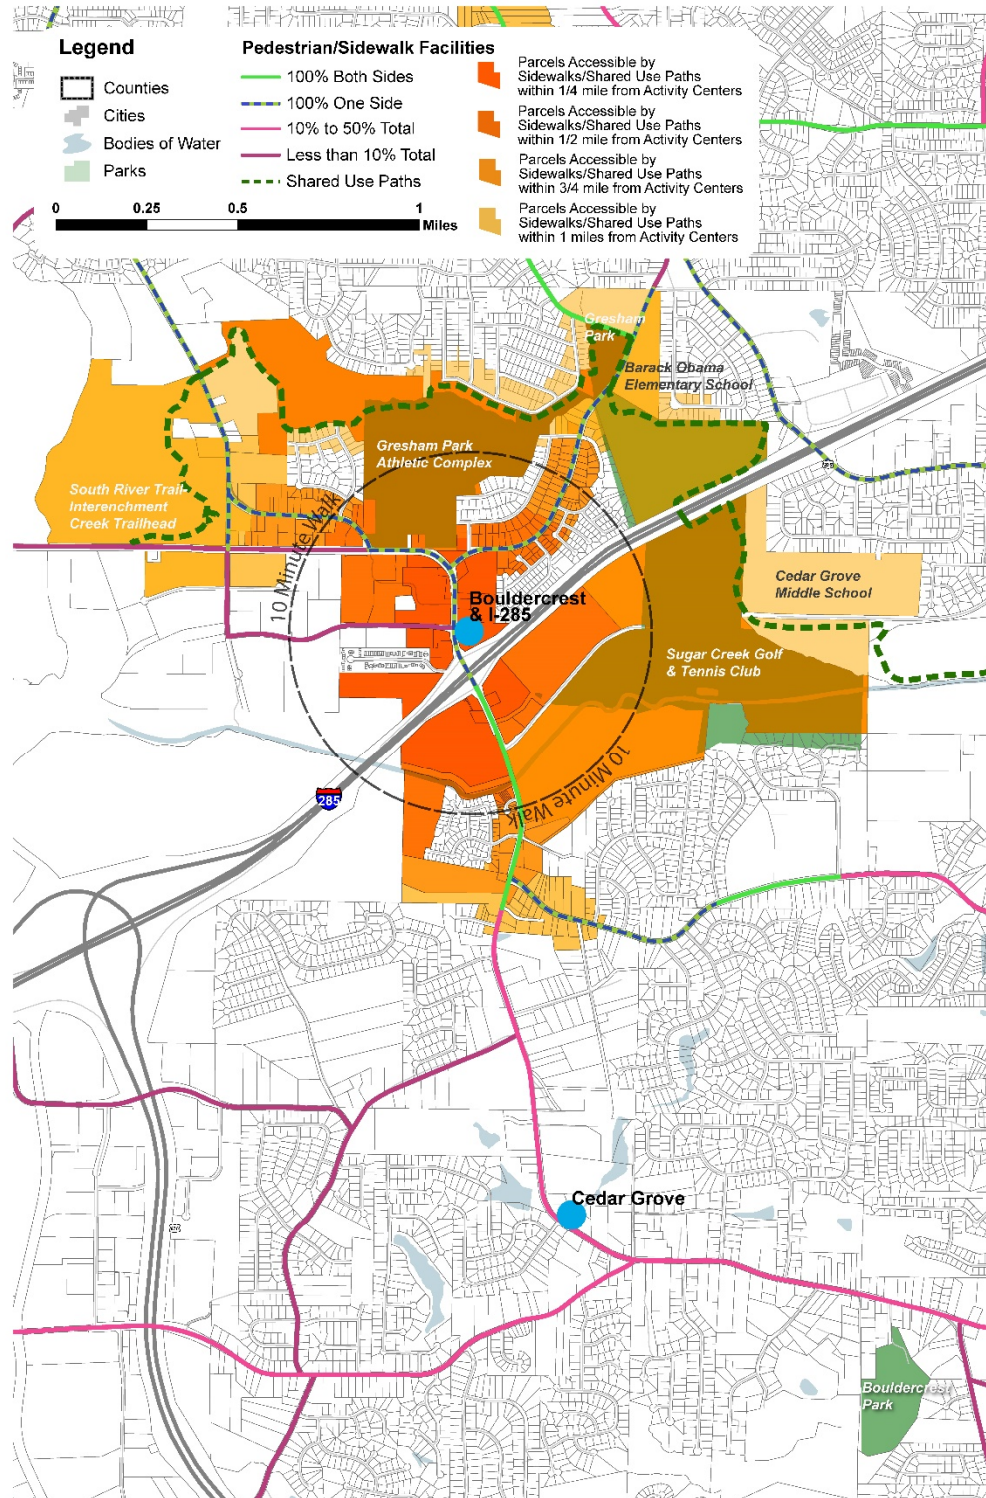 Legend
Counties
Cities
Bodies of Water
Parks
0 0.25 0.5 1
Miles
Pedestrian/Sidewalk Facilities
100% Both Sides
100% One Side
10% to 50% Total
Less than 10% Total
Shared Use Paths
Parcels Accessible by
Sidewalks/Shared Use Paths
within 1/4 mile from Activity Centers
Parcels Accessible by
Sidewalks/Shared Use Paths
within 1/2 mile from Activity Centers
Parcels Accessible by
Sidewalks/Shared Use Paths
within 3/4 mile from Activity Centers
Parcels Accessible by
Sidewalks/Shared Use Paths
within 1 miles from Activity Centers
Gresham
Park
Barack Obama
Elementary School
Gresham Park
Athletic Complex
South River Trail-
Interenchment
Creek Trailhead
10 Minute Walk
Bouldercrest
& I-285
Cedar Grove
Middle School
Sugar Creek Golf
& Tennis Club
10 Minute Walk
285
Cedar Grove
Bouldercrest
Park